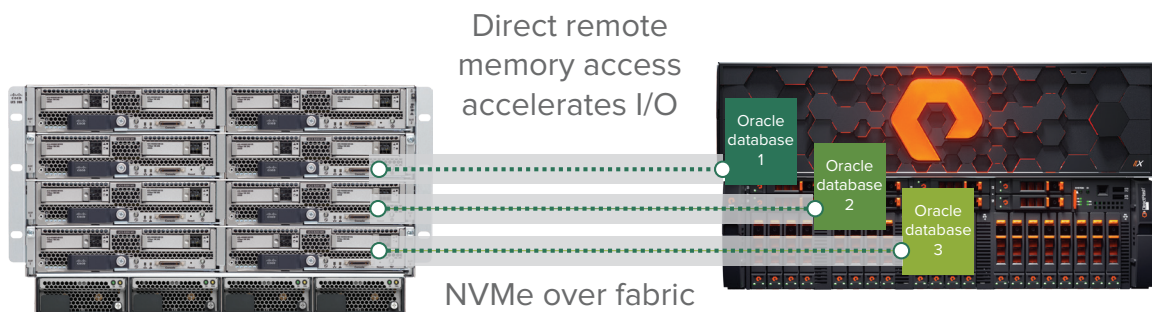 Direct remote
memory access
accelerates I/O
Oracle
database
1
Oracle
database
2
Oracle
database
3
NVMe over fabric